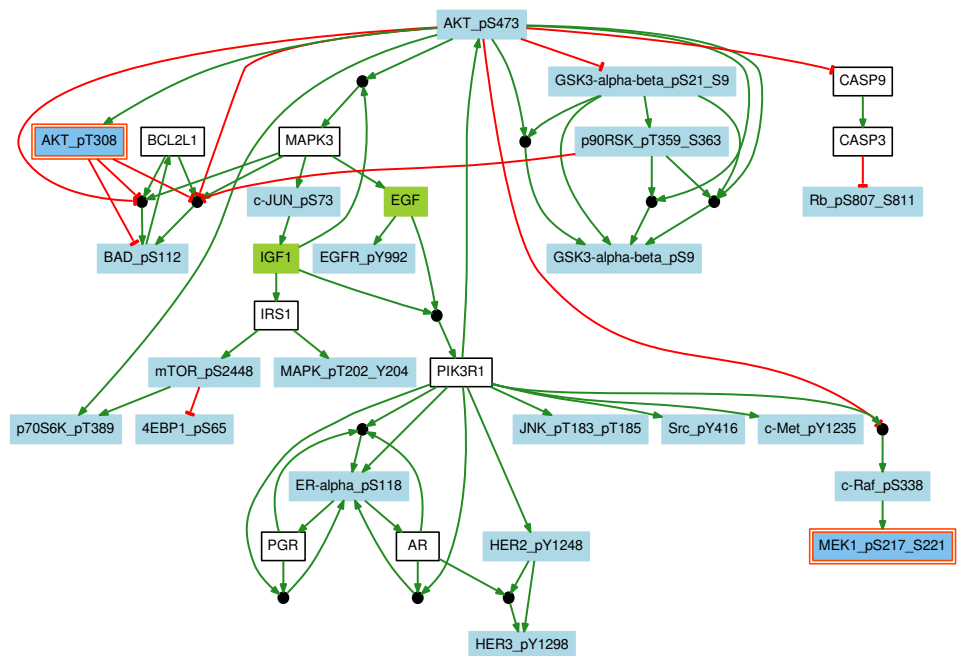 AKT_pS473
GSK3-alpha-beta_pS21_S9
CASP9
AKT_pT308
BCL2L1
MAPK3
p90RSK_pT359_S363
CASP3
c-JUN_pS73
EGF
Rb_pS807_S811
BAD_pS112
IGF1
EGFR_pY992
GSK3-alpha-beta_pS9
IRS1
mTOR_pS2448
MAPK_pT202_Y204
PIK3R1
p70S6K_pT389
4EBP1_pS65
JNK_pT183_pT185
Src_pY416
c-Met_pY1235
ER-alpha_pS118
c-Raf_pS338
PGR
AR
HER2_pY1248
MEK1_pS217_S221
HER3_pY1298